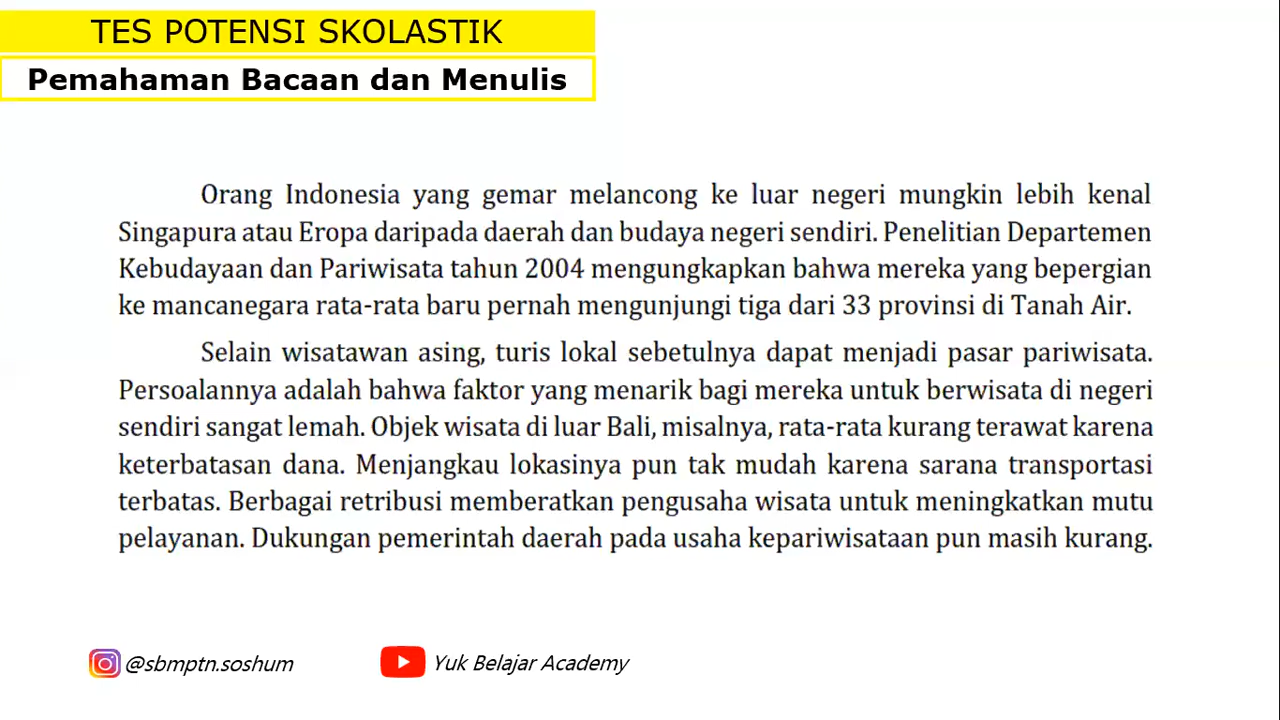 TES POTENSI SKOLASTIK
Pemahaman Bacaan dan Menulis
Orang Indonesia yang gemar melancong ke luar negeri mungkin lebih kenal
Singapura atau Eropa daripada daerah dan budaya negeri sendiri. Penelitian Departemen
Kebudayaan dan Pariwisata tahun 2004 mengungkapkan bahwa mereka yang bepergian
ke mancanegara rata-rata baru pernah mengunjungi tiga dari 33 provinsi di Tanah Air.
Selain wisatawan asing, turis lokal sebetulnya dapat menjadi pasar pariwisata.
Persoalannya adalah bahwa faktor yang menarik bagi mereka untuk berwisata di negeri
sendiri sangat lemah. Objek wisata di luar Bali, misalnya, rata-rata kurang terawat karena
keterbatasan dana. Menjangkau lokasinya pun tak mudah karena sarana transportasi
terbatas. Berbagai retribusi memberatkan pengusaha wisata untuk meningkatkan mutu
pelayanan. Dukungan pemerintah daerah pada usaha kepariwisataan pun masih kurang.
@sbmptn.soshum
Yuk Belajar Academy